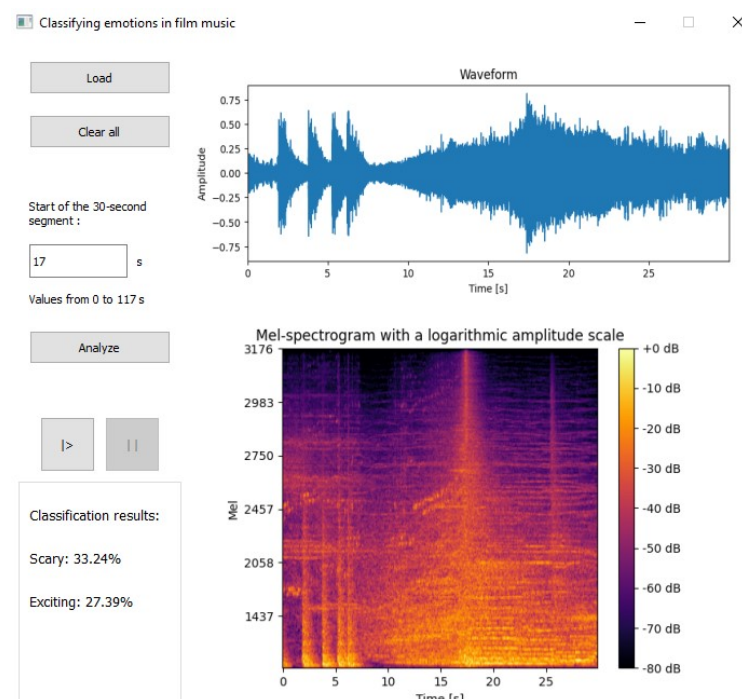 Classifying emotions in film music
Load
Clear all
Start of the 30-second
segment :
17 s
Values from 0 to 117 s
Analyze
|> | |
Classification results:
Scary: 33.24%
Exciting: 27.39%
Waveform
Amplitude
0.75
0.50
0.25
0.00
−0.25
−0.50
−0.75
0 5 10 15 20 25
Time [s]
Mel-spectrogram with a logarithmic amplitude scale
Mel
3176
2983
2750
2457
2058
1437
0 5 10 15 20 25
Time [s]
+0 dB
-10 dB
-20 dB
-30 dB
-40 dB
-50 dB
-60 dB
-70 dB
-80 dB